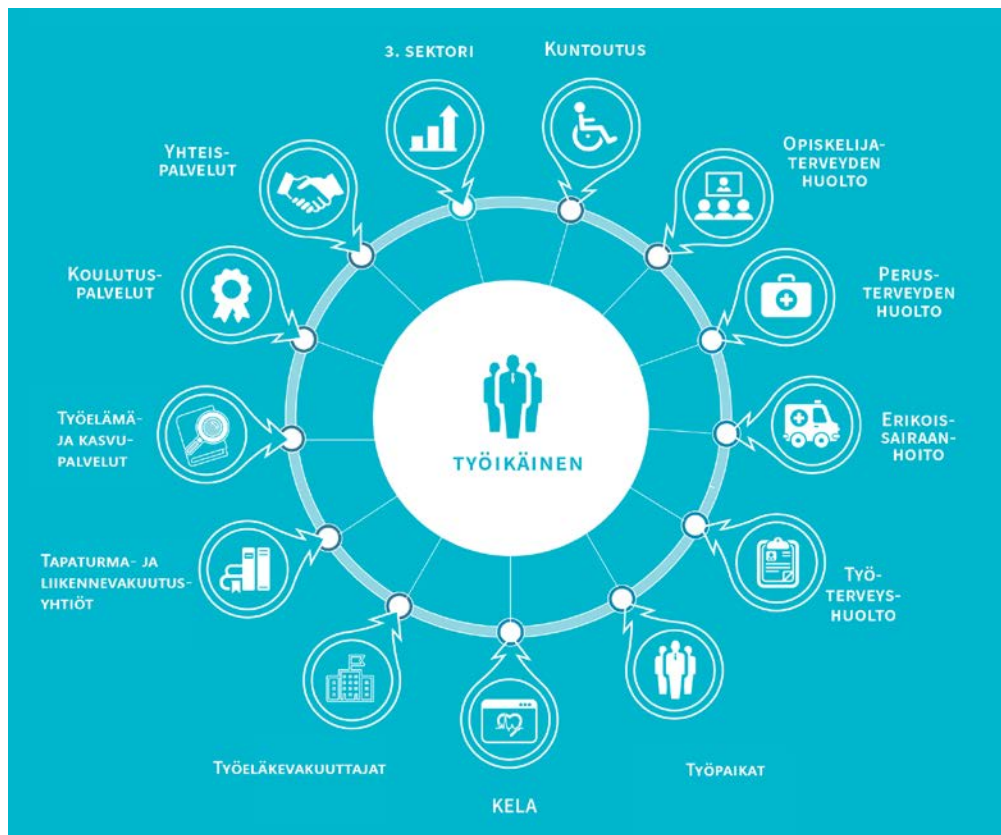 3. SEKTORI
KUNTOUTUS
OPISKELIJA-
TERVEYDEN
HUOLTO
PERUS-
TERVEYDEN
HUOLTO
ERIKOIS-
SAIRAAN-
HOITO
TYÖ-
TERVEYS-
HUOLTO
TYÖPAIKAT
KELA
TYÖELÄKEVAKUUTTAJAT
TAPATURMA- JA
LIIKENNEVAKUUTUS-
YHTIÖT
TYÖELÄMÄ-
JA KASVU-
PALVELUT
KOULUTUS-
PALVELUT
YHTEIS-
PALVELUT
TYÖIKÄINEN